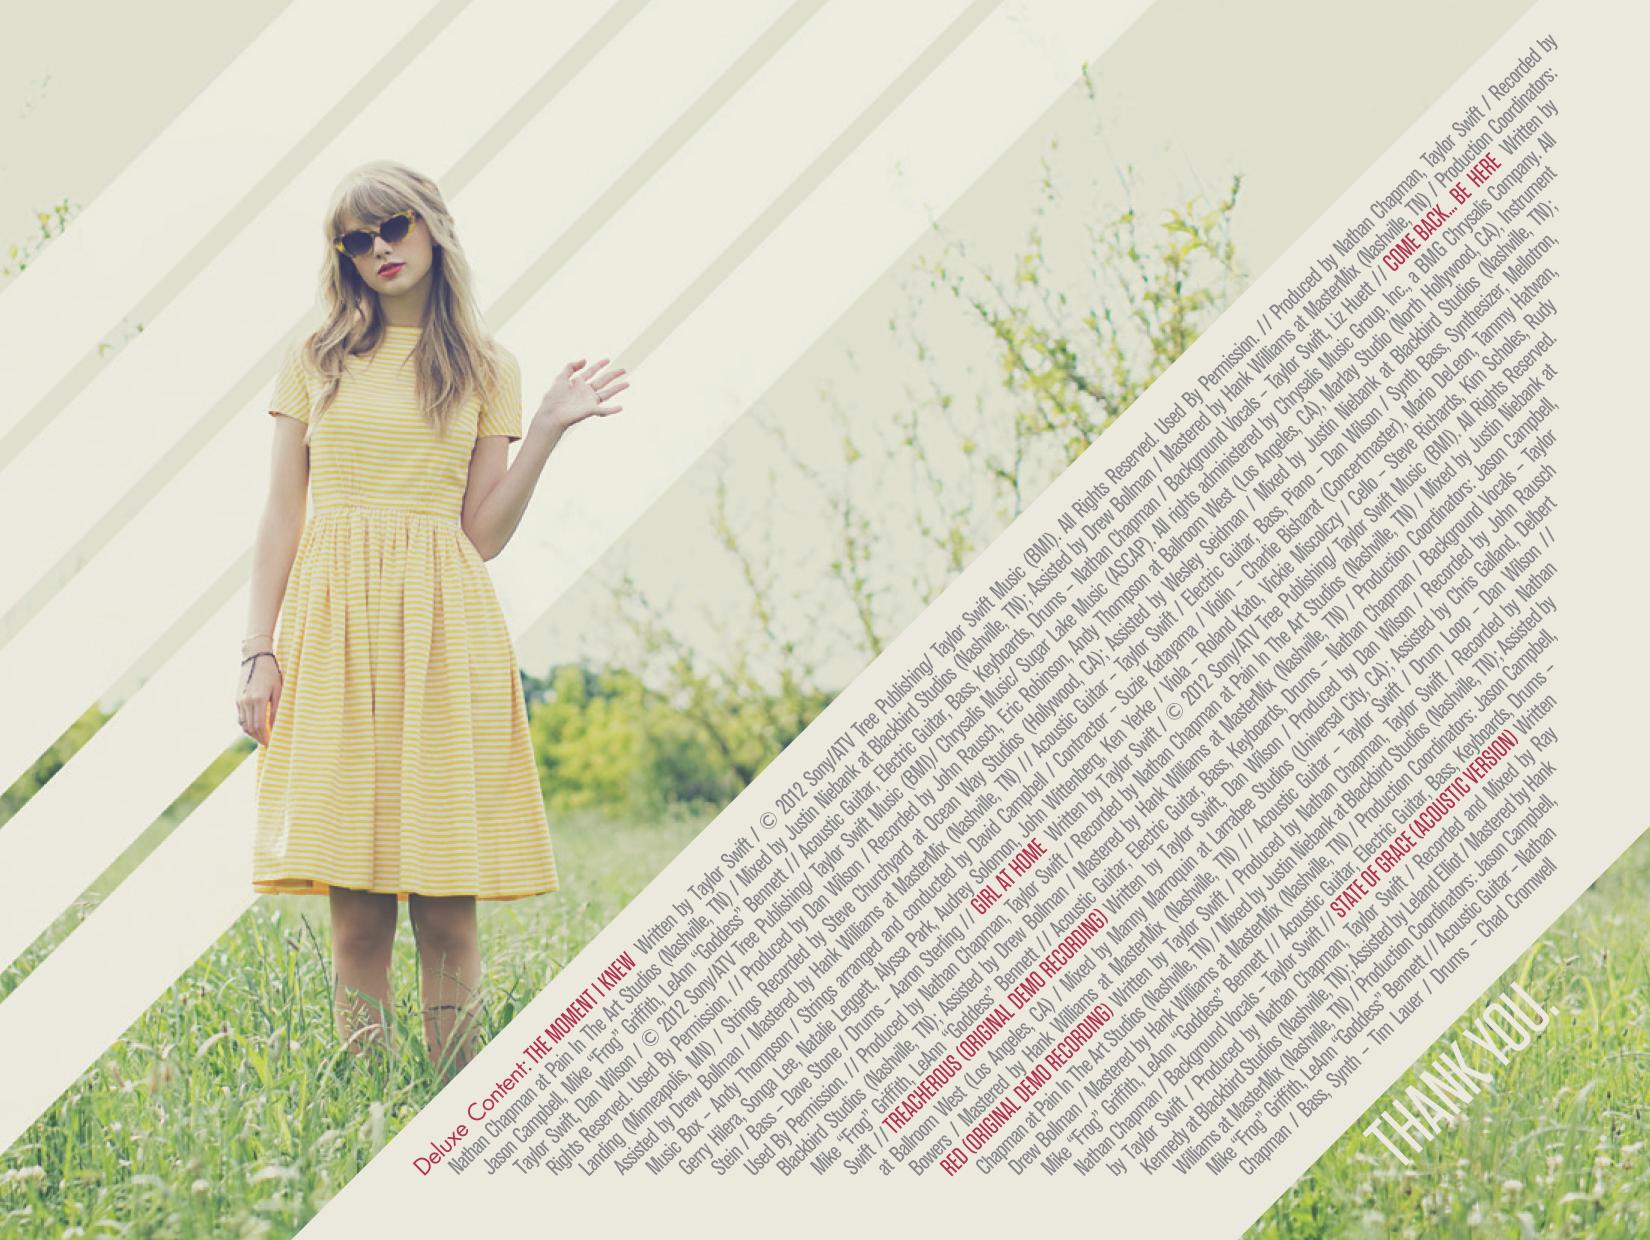 Deluxe Content: THE MOMENT I KNEW Written by Taylor Swift / © 2012 Sony/ATV Tree Publishing/ Taylor Swift Music (BMI). All Rights Reserved. Used By Permission. // Produced by Nathan Chapman, Taylor Swift / Recorded by
Nathan Chapman at Pain In The Art Studios (Nashville, TN) / Mixed by Justin Niebank at Blackbird Studios (Nashville, TN); Assisted by Drew Bollman / Mastered by Hank Williams at MasterMix (Nashville, TN) / Production Coordinators:
Jason Campbell, Mike “Frog” Griffith, LeAnn “Goddess” Bennett // Acoustic Guitar, Electric Guitar, Bass, Keyboards, Drums – Nathan Chapman / Background Vocals – Taylor Swift, Liz Huett // COME BACK... BE HERE Written by
Taylor Swift, Dan Wilson / © 2012 Sony/ATV Tree Publishing/ Taylor Swift Music (BMI)/ Chrysalis Music/ Sugar Lake Music (ASCAP). All rights administered by Chrysalis Music Group, Inc., a BMG Chrysalis Company. All
Rights Reserved. Used By Permission. // Produced by Dan Wilson / Recorded by John Rausch, Eric Robinson, Andy Thompson at Ballroom West (Los Angeles, CA), Marlay Studio (North Hollywood, CA), Instrument
Landing (Minneapolis, MN) / Strings Recorded by Steve Churchyard at Ocean Way Studios (Hollywood, CA); Assisted by Wesley Seidman / Mixed by Justin Niebank at Blackbird Studios (Nashville, TN);
Assisted by Drew Bollman / Mastered by Hank Williams at MasterMix (Nashville, TN) // Acoustic Guitar – Taylor Swift / Electric Guitar, Bass, Piano – Dan Wilson / Synth Bass, Synthesizer, Mellotron,
Music Box – Andy Thompson / Strings arranged and conducted by David Campbell / Contractor – Suzie Katayama / Violin – Charlie Bisharat (Concertmaster), Mario DeLeon, Tammy Hatwan,
Gerry Hilera, Songa Lee, Natalie Leggett, Alyssa Park, Audrey Solomon, John Wittenberg, Ken Yerke / Viola – Roland Kato, Vickie Miscolczy / Cello – Steve Richards, Kim Scholes, Rudy
Stein / Bass – Dave Stone / Drums – Aaron Sterling // GIRL AT HOME Written by Taylor Swift / © 2012 Sony/ATV Tree Publishing/ Taylor Swift Music (BMI). All Rights Reserved.
Used By Permission. // Produced by Nathan Chapman, Taylor Swift / Recorded by Nathan Chapman at Pain In The Art Studios (Nashville, TN) / Mixed by Justin Niebank at
Blackbird Studios (Nashville, TN); Assisted by Drew Bollman / Mastered by Hank Williams at MasterMix (Nashville, TN) / Production Coordinators: Jason Campbell,
Mike “Frog” Griffith, LeAnn “Goddess” Bennett // Acoustic Guitar, Electric Guitar, Bass, Keyboards, Drums – Nathan Chapman / Background Vocals – Taylor
Swift // TREACHEROUS (ORIGINAL DEMO RECORDING) Written by Taylor Swift, Dan Wilson / Produced by Dan Wilson / Recorded by John Rausch
at Ballroom West (Los Angeles, CA) / Mixed by Manny Marroquin at Larrabee Studios (Universal City, CA); Assisted by Chris Galland, Delbert
Bowers / Mastered by Hank Williams at MasterMix (Nashville, TN) // Acoustic Guitar – Taylor Swift / Drum Loop – Dan Wilson //
RED (ORIGINAL DEMO RECORDING) Written by Taylor Swift / Produced by Nathan Chapman, Taylor Swift / Recorded by Nathan
Chapman at Pain In The Art Studios (Nashville, TN) / Mixed by Justin Niebank at Blackbird Studios (Nashville, TN); Assisted by
Drew Bollman / Mastered by Hank Williams at MasterMix (Nashville, TN) / Production Coordinators: Jason Campbell,
Mike “Frog” Griffith, LeAnn “Goddess” Bennett // Acoustic Guitar, Electric Guitar, Bass, Keyboards, Drums –
Nathan Chapman / Background Vocals – Taylor Swift // STATE OF GRACE (ACOUSTIC VERSION) Written
by Taylor Swift / Produced by Nathan Chapman, Taylor Swift / Recorded and Mixed by Ray
Kennedy at Blackbird Studios (Nashville, TN); Assisted by Leland Elliot / Mastered by Hank
Williams at MasterMix (Nashville, TN) / Production Coordinators: Jason Campbell,
Mike “Frog” Griffith, LeAnn “Goddess” Bennett // Acoustic Guitar – Nathan
Chapman / Bass, Synth – Tim Lauer / Drums – Chad Cromwell
THANK YOU.